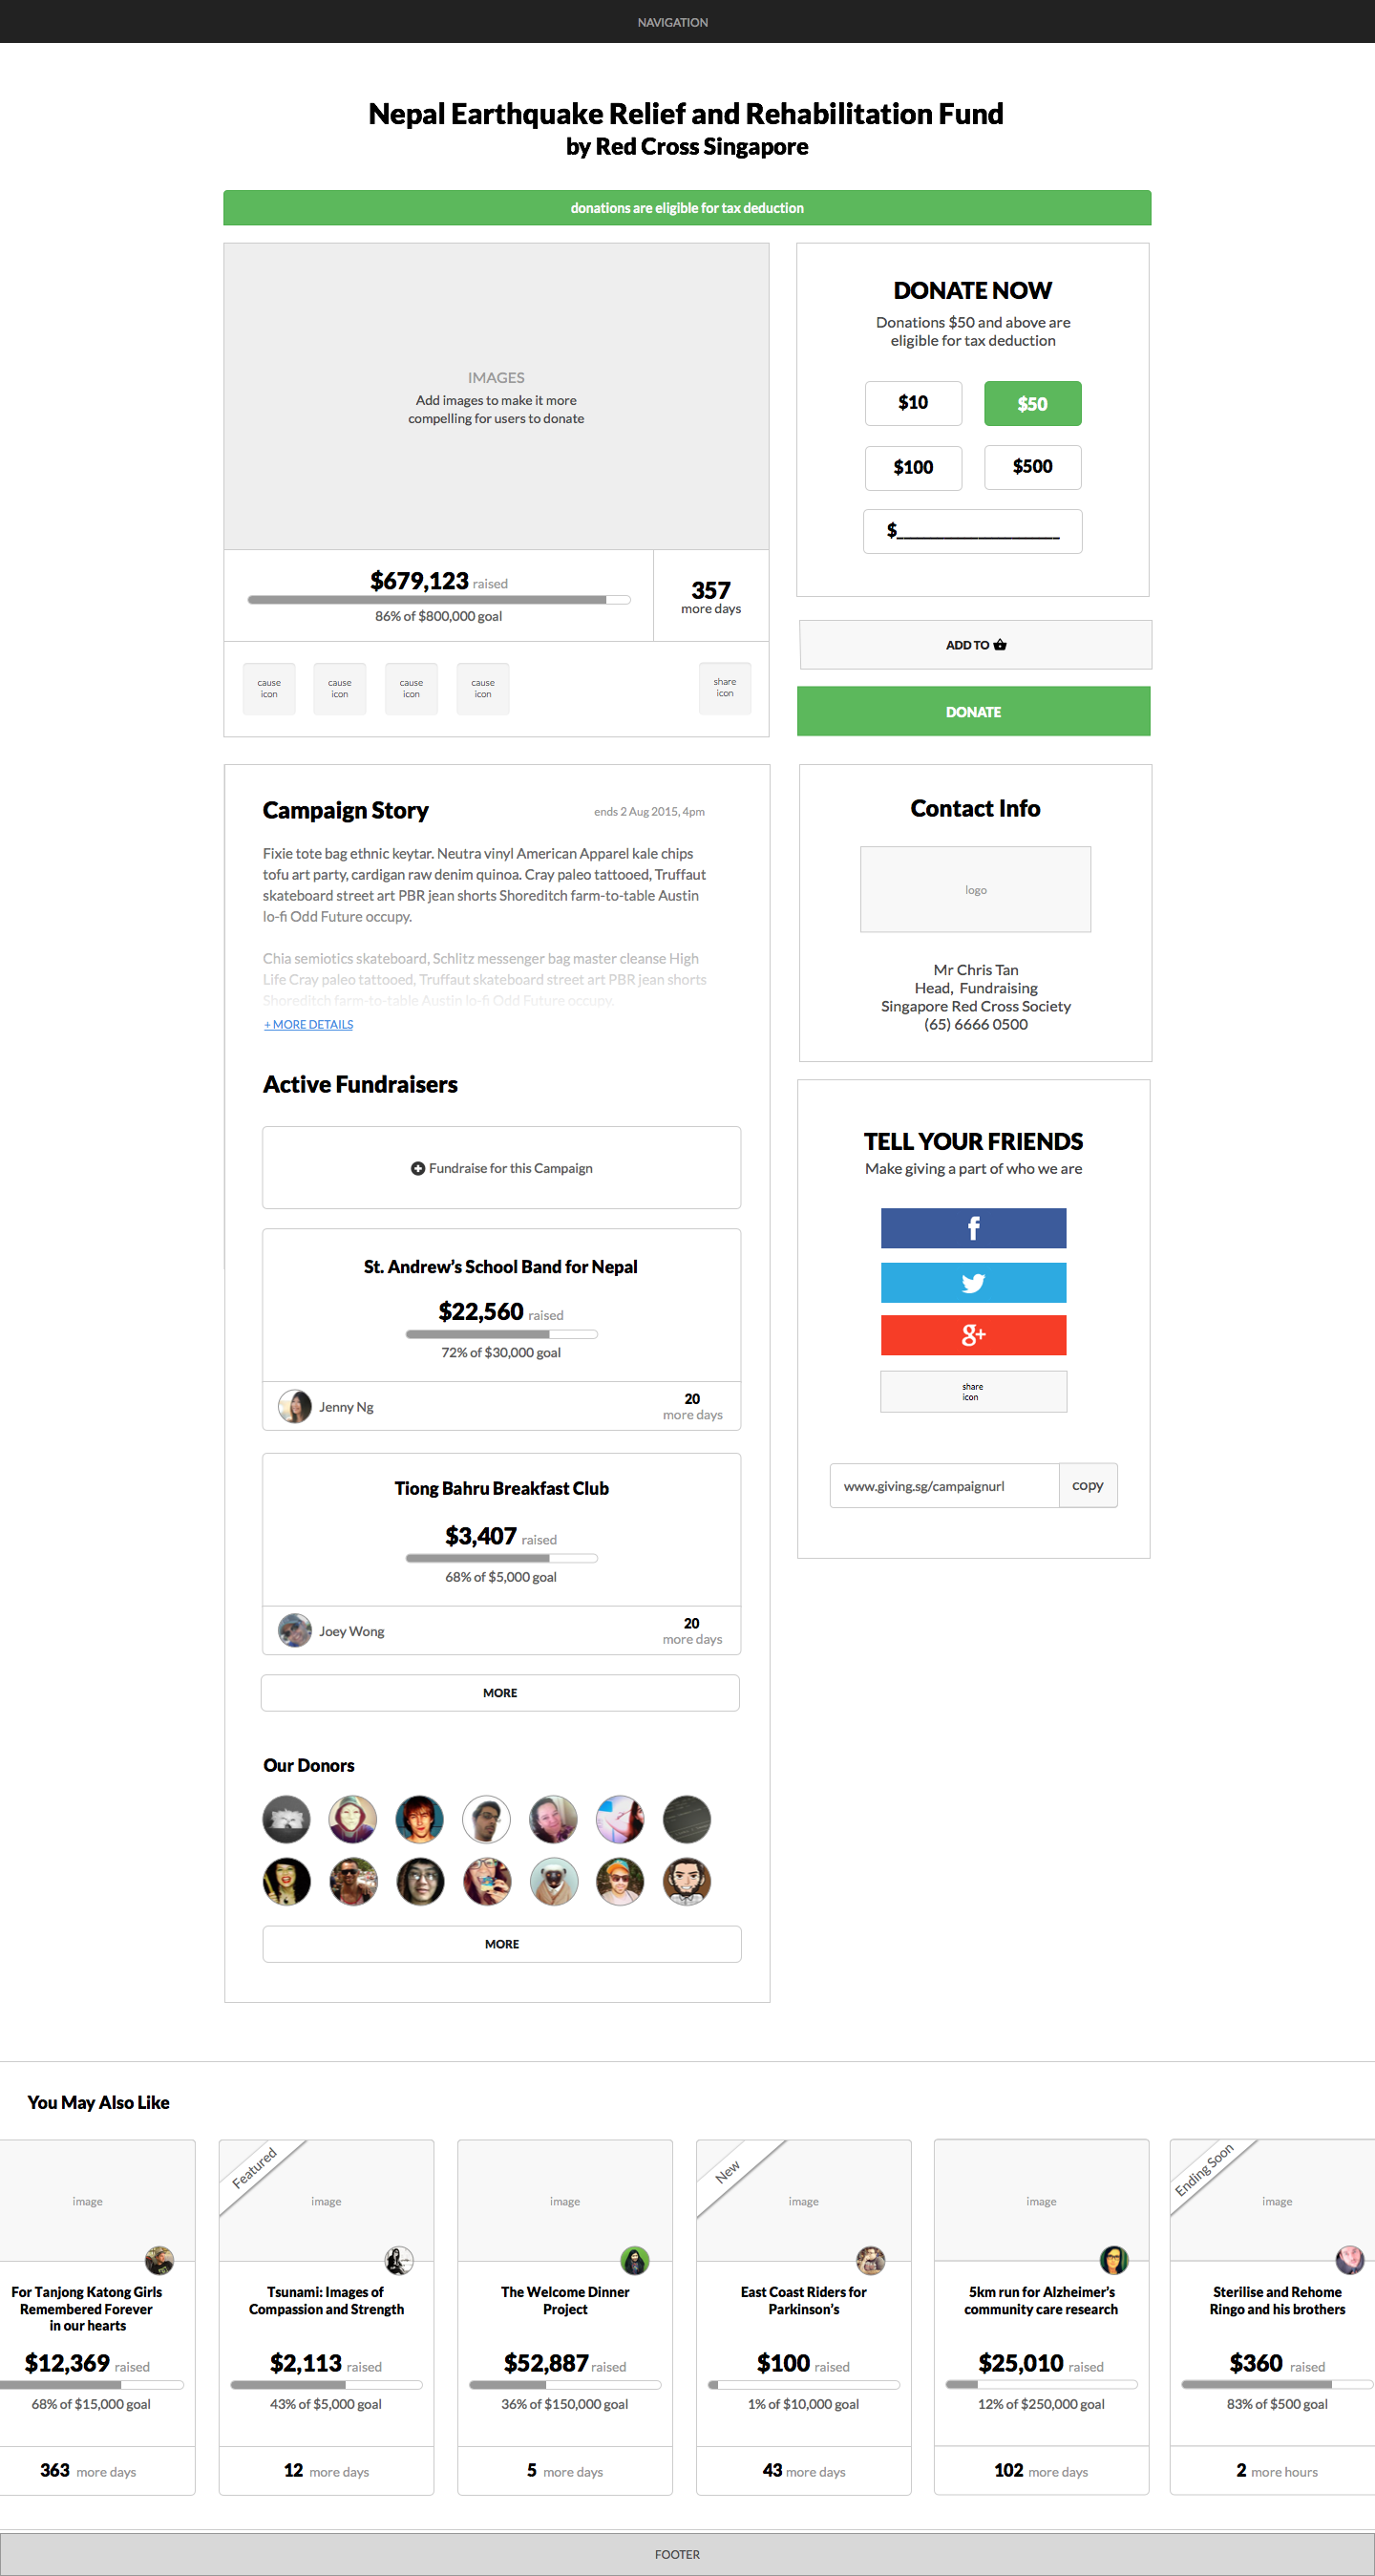 NAVIGATION
Nepal Earthquake Relief and Rehabilitation Fund
by Red Cross Singapore
donations are eligible for tax deduction
IMAGES
Add images to make it more
compelling for users to donate
$679,123 raised
86% of $800,000 goal
357
more days
cause
icon
cause
icon
cause
icon
cause
icon
share
icon
DONATE NOW
Donations $50 and above are
eligible for tax deduction
$10
$50
$100
$500
$____________________
ADD TO
DONATE
Campaign Story
ends 2 Aug 2015, 4pm
Fixie tote bag ethnic keytar. Neutra vinyl American Apparel kale chips
tofu art party, cardigan raw denim quinoa. Cray paleo tattooed, Truffaut
skateboard street art PBR jean shorts Shoreditch farm-to-table Austin
lo-fi Odd Future occupy.
Chia semiotics skateboard, Schlitz messenger bag master cleanse High
Life Cray paleo tattooed, Truffaut skateboard street art PBR jean shorts
Shoreditch farm-to-table Austin lo-fi Odd Future occupy.
+ MORE DETAILS
Contact Info
logo
Mr Chris Tan
Head, Fundraising
Singapore Red Cross Society
(65) 6666 0500
Active Fundraisers
Fundraise for this Campaign
St. Andrew's School Band for Nepal
$22,560 raised
72% of $30,000 goal
Jenny Ng
20
more days
Tiong Bahru Breakfast Club
$3,407 raised
68% of $5,000 goal
Joey Wong
20
more days
MORE
TELL YOUR FRIENDS
Make giving a part of who we are
f
g+
share
icon
www.giving.sg/campaignurl
copy
Our Donors
MORE
You May Also Like
image
For Tanjong Katong Girls
Remembered Forever
in our hearts
$12,369 raised
68% of $15,000 goal
363 more days
Featured
image
Tsunami: Images of
Compassion and Strength
$2,113 raised
43% of $5,000 goal
12 more days
image
The Welcome Dinner
Project
$52,887 raised
36% of $150,000 goal
5 more days
New
image
East Coast Riders for
Parkinson's
$100 raised
1% of $10,000 goal
43 more days
image
5km run for Alzheimer's
community care research
$25,010 raised
12% of $250,000 goal
102 more days
Ending Soon
image
Sterilise and Rehome
Ringo and his brothers
$360 raised
83% of $500 goal
2 more hours
FOOTER